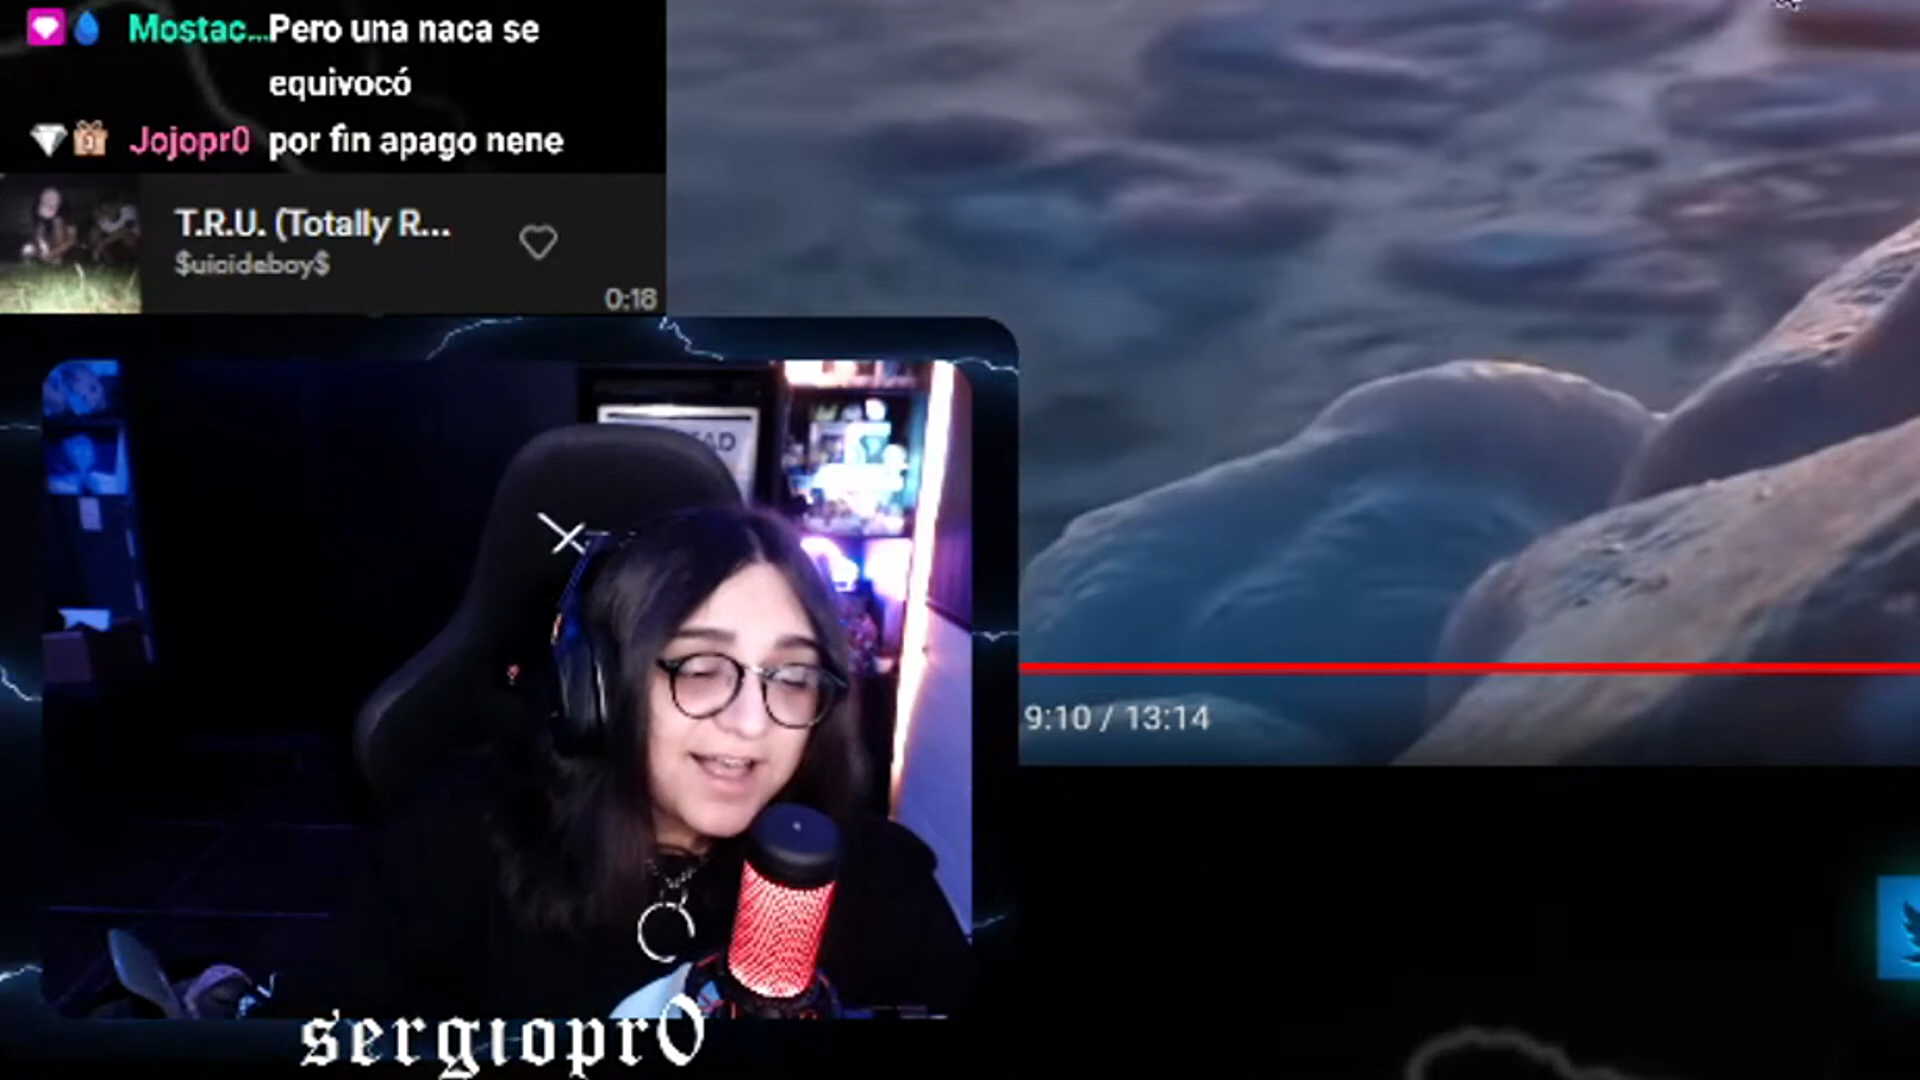 Mostac...Pero una naca se
equivocó
Jojopr0 por fin apago nene
T.R.U. (Totally R...
$uicideboy$
0:18
9:10 / 13:14
sergiopr0